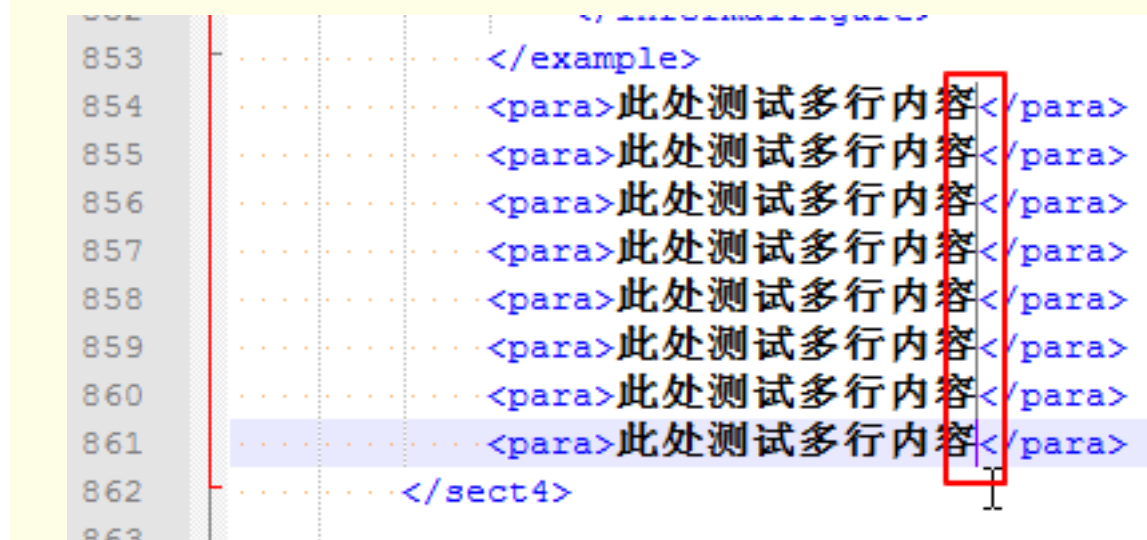 853 </example>
854 <para>此处测试多行内容</para>
855 <para>此处测试多行内容</para>
856 <para>此处测试多行内容</para>
857 <para>此处测试多行内容</para>
858 <para>此处测试多行内容</para>
859 <para>此处测试多行内容</para>
860 <para>此处测试多行内容</para>
861 <para>此处测试多行内容</para>
862 </sect4>